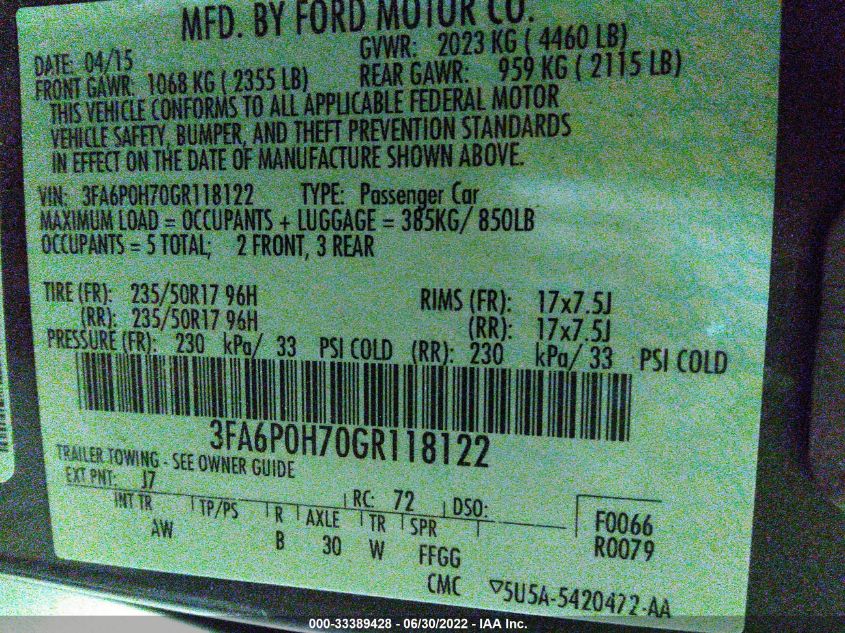 MFD. BY FORD MOTOR CO.
DATE: 04/15
GVWR: 2023 KG ( 4460 LB)
FRONT GAWR: 1068 KG ( 2355 LB)
REAR GAWR: 959 KG ( 2115 LB)
THIS VEHICLE CONFORMS TO ALL APPLICABLE FEDERAL MOTOR
VEHICLE SAFETY, BUMPER, AND THEFT PREVENTION STANDARDS
IN EFFECT ON THE DATE OF MANUFACTURE SHOWN ABOVE.
VIN: 3FA6P0H70GR118122 TYPE: Passenger Car
MAXIMUM LOAD = OCCUPANTS + LUGGAGE = 385KG/ 850LB
OCCUPANTS = 5 TOTAL; 2 FRONT, 3 REAR
TIRE (FR): 235/50R17 96H RIMS (FR): 17x7.5J
(RR): 235/50R17 96H (RR): 17x7.5J
PRESSURE (FR): 230 kPa/ 33 PSI COLD (RR): 230 kPa/ 33 PSI COLD
3FA6P0H70GR118122
TRAILER TOWING - SEE OWNER GUIDE
EXT PNT: J7 RC: 72 DSO:
INT TR TP/PS R AXLE TR SPR F0066
AW B 30 W FFGG R0079
CMC ▽5U5A-5420472-AA
000-33389428 - 06/30/2022 - IAA Inc.